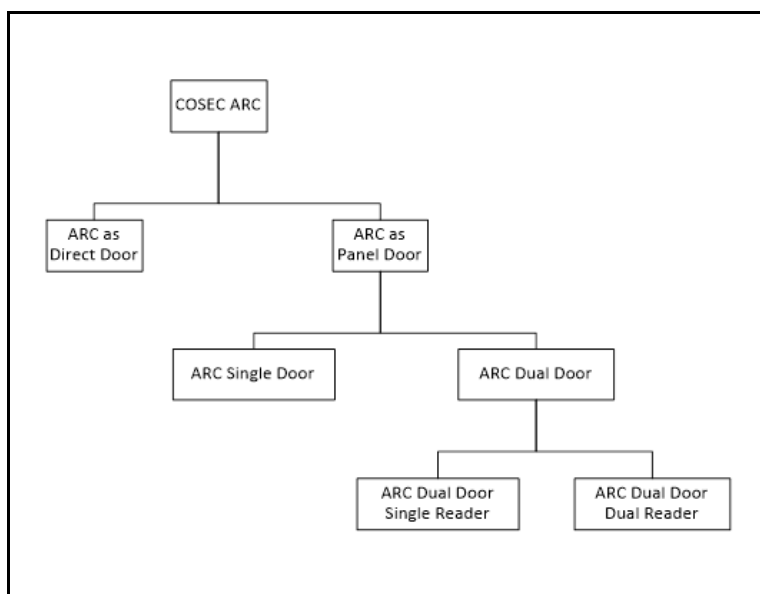 COSEC ARC
ARC as
Direct Door
ARC as
Panel Door
ARC Single Door
ARC Dual Door
ARC Dual Door
Single Reader
ARC Dual Door
Dual Reader